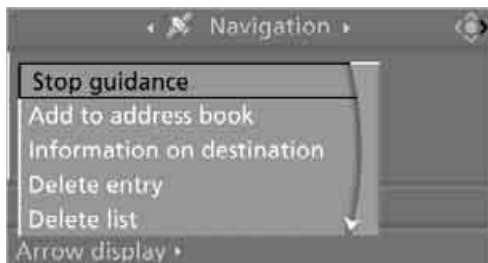 Navigation
Stop guidance
Add to address book
Information on destination
Delete entry
Delete list
Arrow display